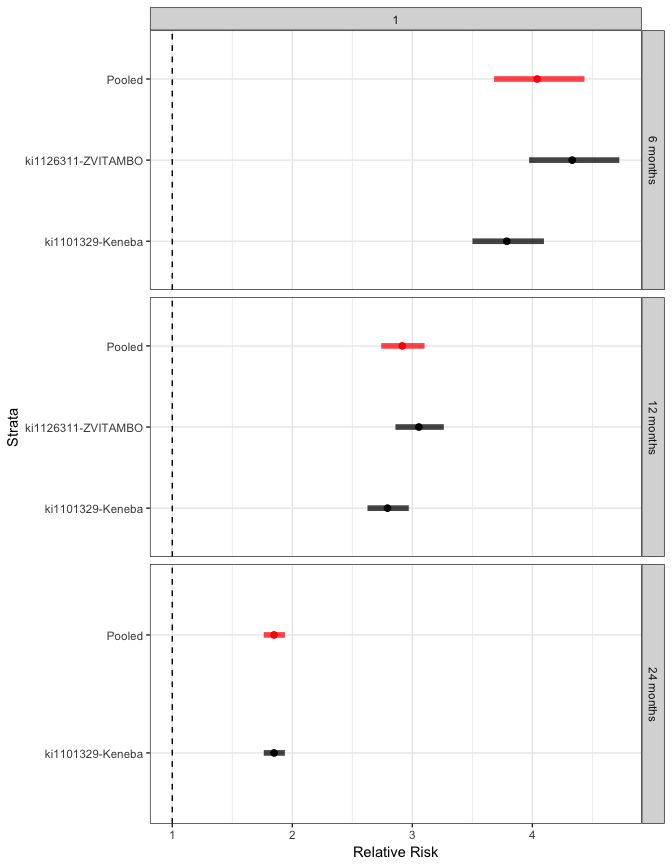 1
Pooled
ki1126311-ZVITAMBO
ki1101329-Keneba
6 months
Pooled
ki1126311-ZVITAMBO
ki1101329-Keneba
12 months
Pooled
ki1101329-Keneba
24 months
Strata
1 2 3 4
Relative Risk